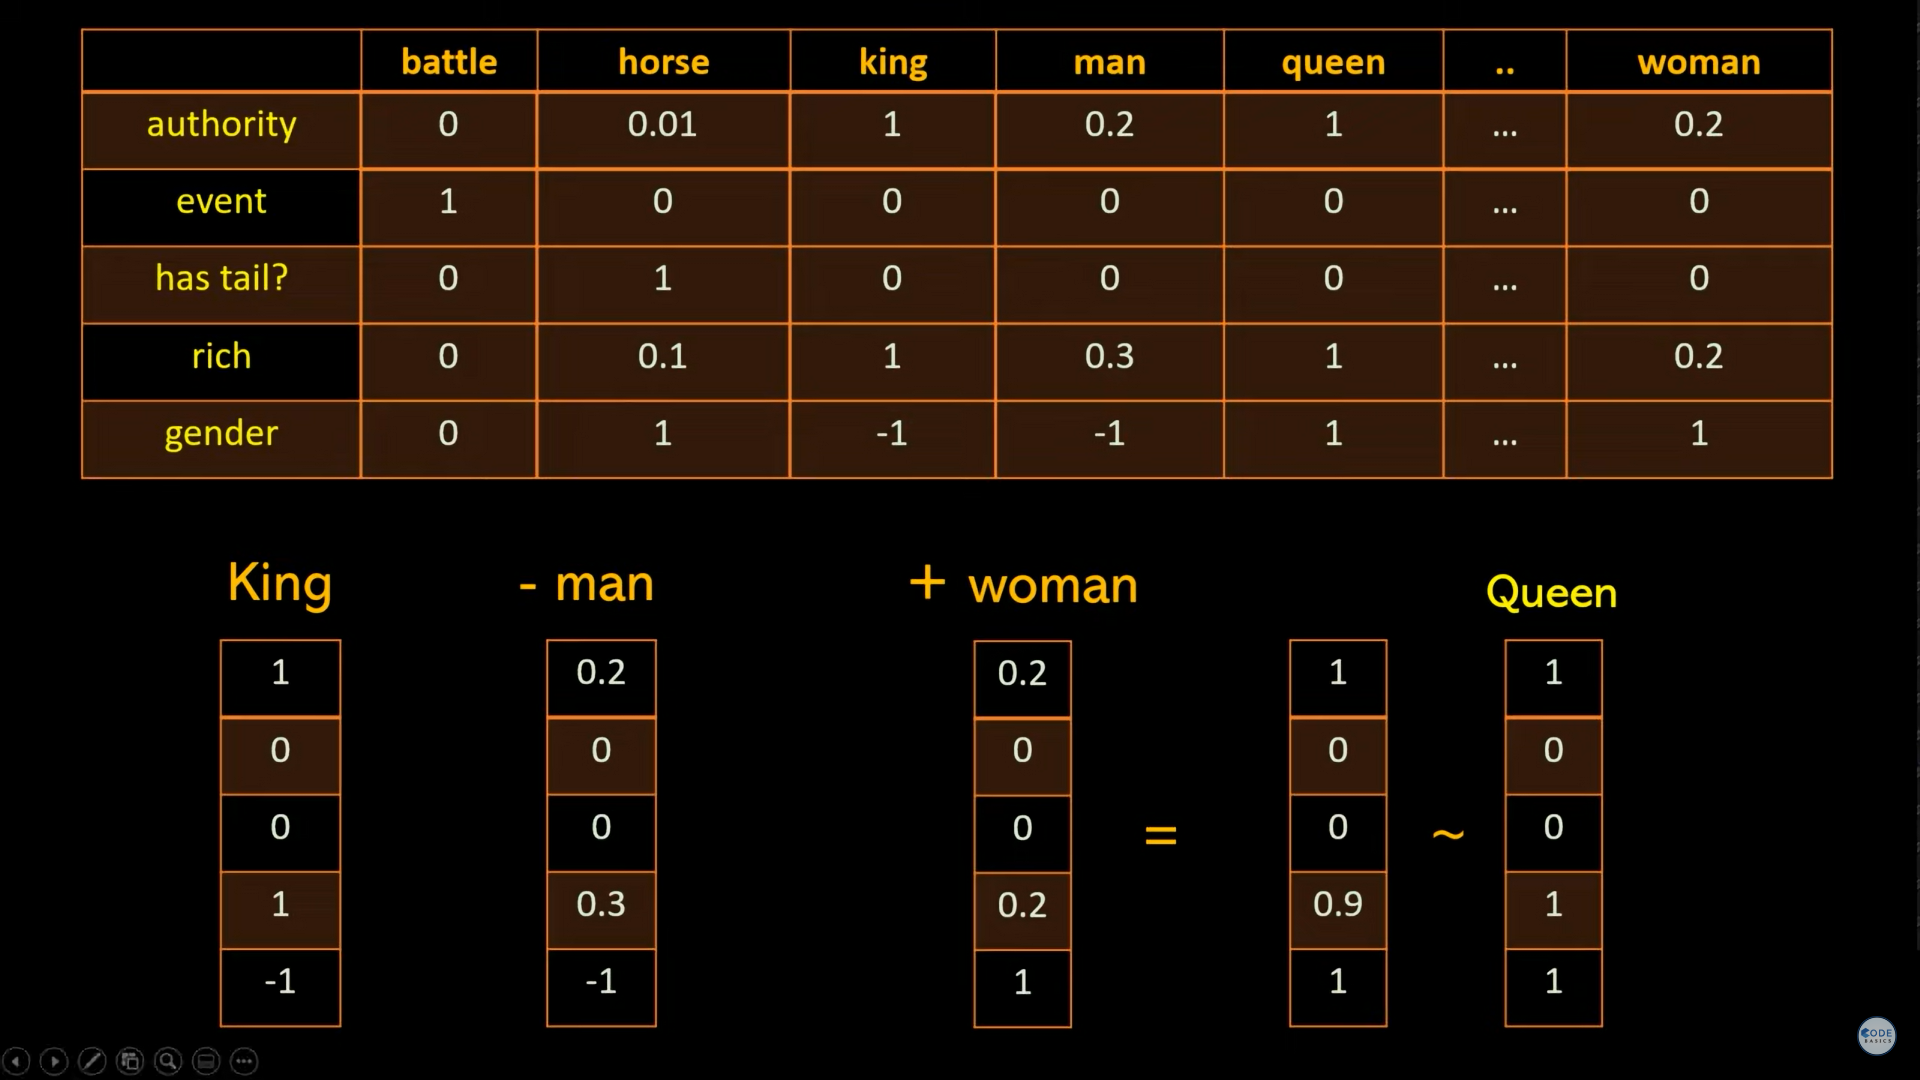 battle horse king man queen .. woman
authority 0 0.01 1 0.2 1 ... 0.2
event 1 0 0 0 0 ... 0
has tail? 0 1 0 0 0 ... 0
rich 0 0.1 1 0.3 1 ... 0.2
gender 0 1 -1 -1 1 ... 1
King - man + woman Queen
1 0.2 0.2 1 1
0 0 0 0 0
0 0 0 = 0 ~ 0
1 0.3 0.2 0.9 1
-1 -1 1 1 1
CODE
BASICS